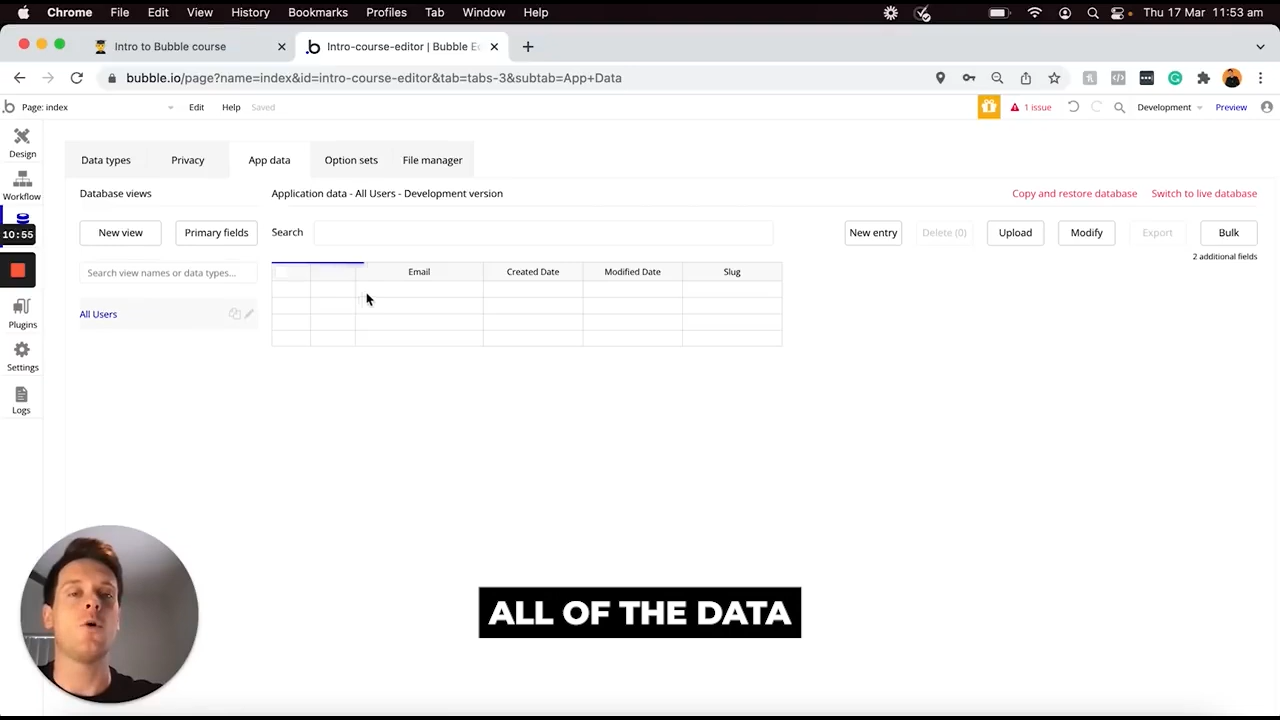 Chrome File Edit View History Bookmarks Profiles Tab Window Help Thu 17 Mar 11:53 am
Intro to Bubble course
Intro-course-editor | Bubble E
bubble.io/page?name=index&id=intro-course-editor&tab=tabs-3&subtab=App+Data
Page: index Edit Help Saved 1 issue Development Preview
Design
Workflow
10:55
Plugins
Settings
Logs
Data types Privacy App data Option sets File manager
Database views Application data - All Users - Development version Copy and restore database Switch to live database
New view Primary fields Search New entry Delete (0) Upload Modify Export Bulk
2 additional fields
Search view names or data types...
Email Created Date Modified Date Slug
All Users
ALL OF THE DATA